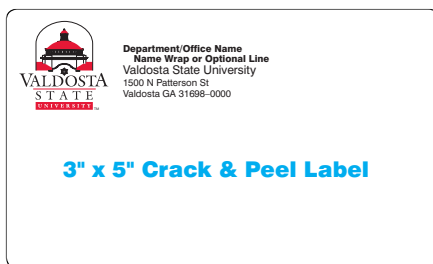 VALDOSTA
STATE
UNIVERSITY™
Department/Office Name
Name Wrap or Optional Line
Valdosta State University
1500 N Patterson St
Valdosta GA 31698–0000
3" x 5" Crack & Peel Label